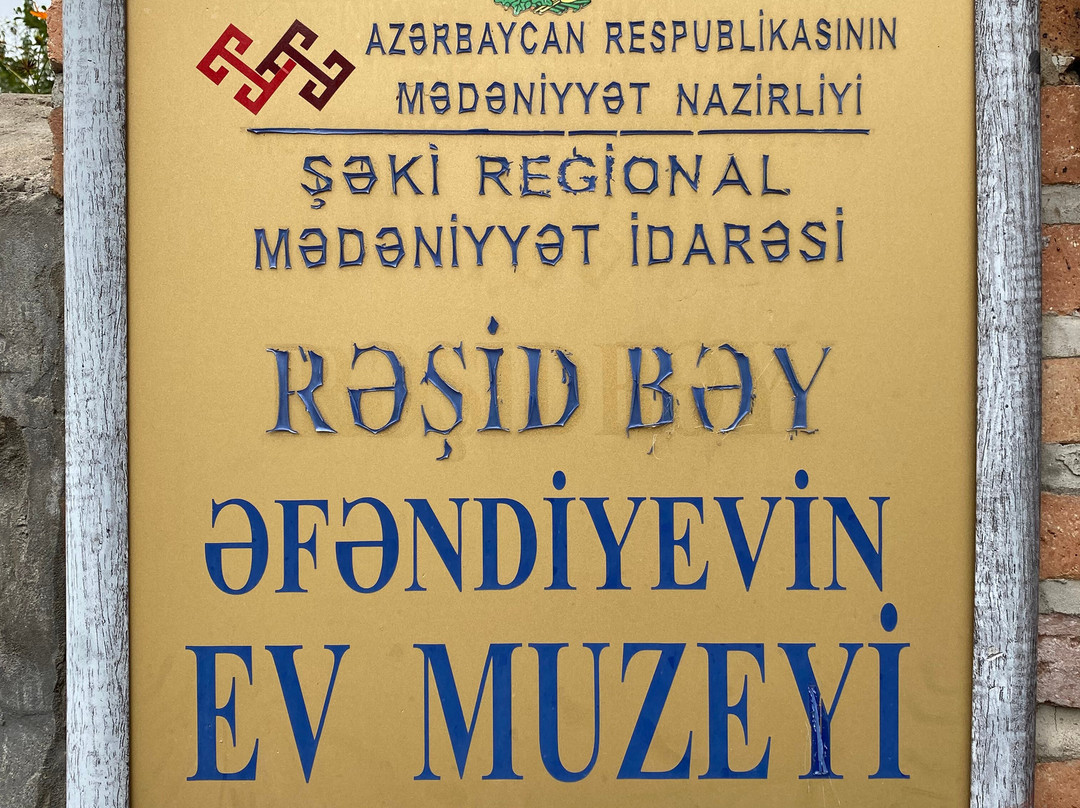 AZƏRBAYCAN RESPUBLİKASININ
MƏDƏNİYYƏT NAZİRLİYİ
ŞƏKİ REGİONAL
MƏDƏNİYYƏT İDARƏSİ
RƏŞİD BƏY
ƏFƏNDİYEVİN
EV MUZEYİ